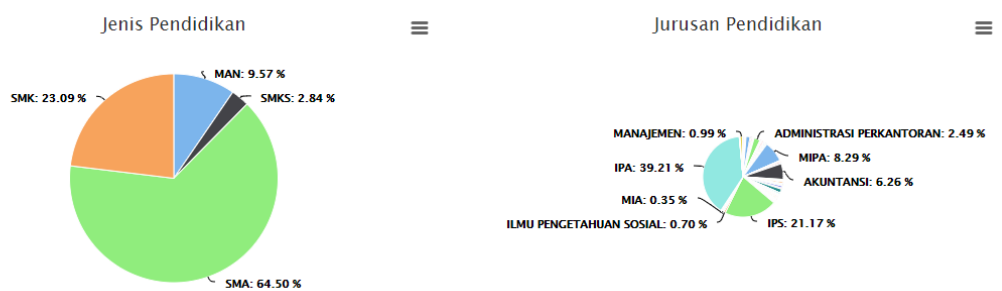 Jenis Pendidikan
MAN: 9.57 %
SMK: 23.09 %
SMKS: 2.84 %
SMA: 64.50 %
Jurusan Pendidikan
MANAJEMEN: 0.99 %
ADMINISTRASI PERKANTORAN: 2.49 %
MIPA: 8.29 %
IPA: 39.21 %
AKUNTANSI: 6.26 %
MIA: 0.35 %
ILMU PENGETAHUAN SOSIAL: 0.70 %
IPS: 21.17 %